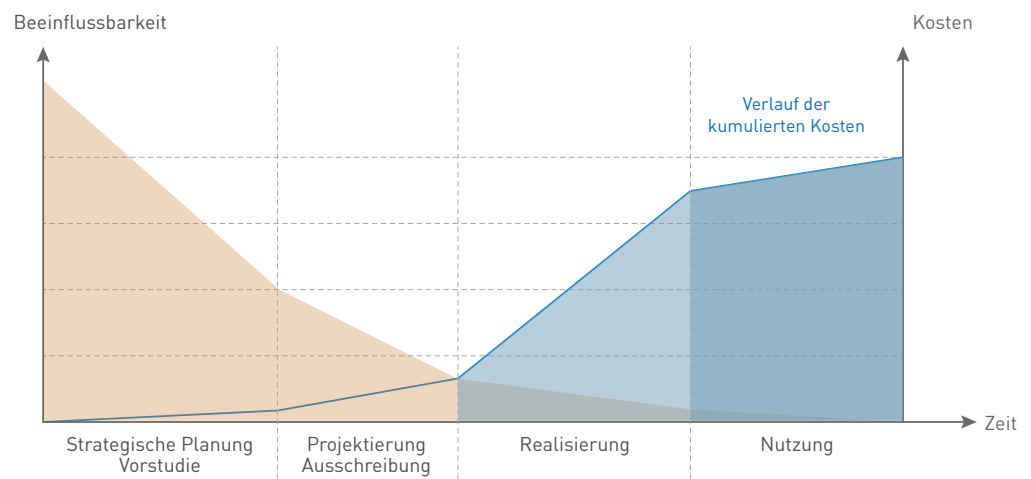 Beeinflussbarkeit
Kosten
Verlauf der
kumulierten Kosten
Zeit
Strategische Planung
Vorstudie
Projektierung
Ausschreibung
Realisierung
Nutzung